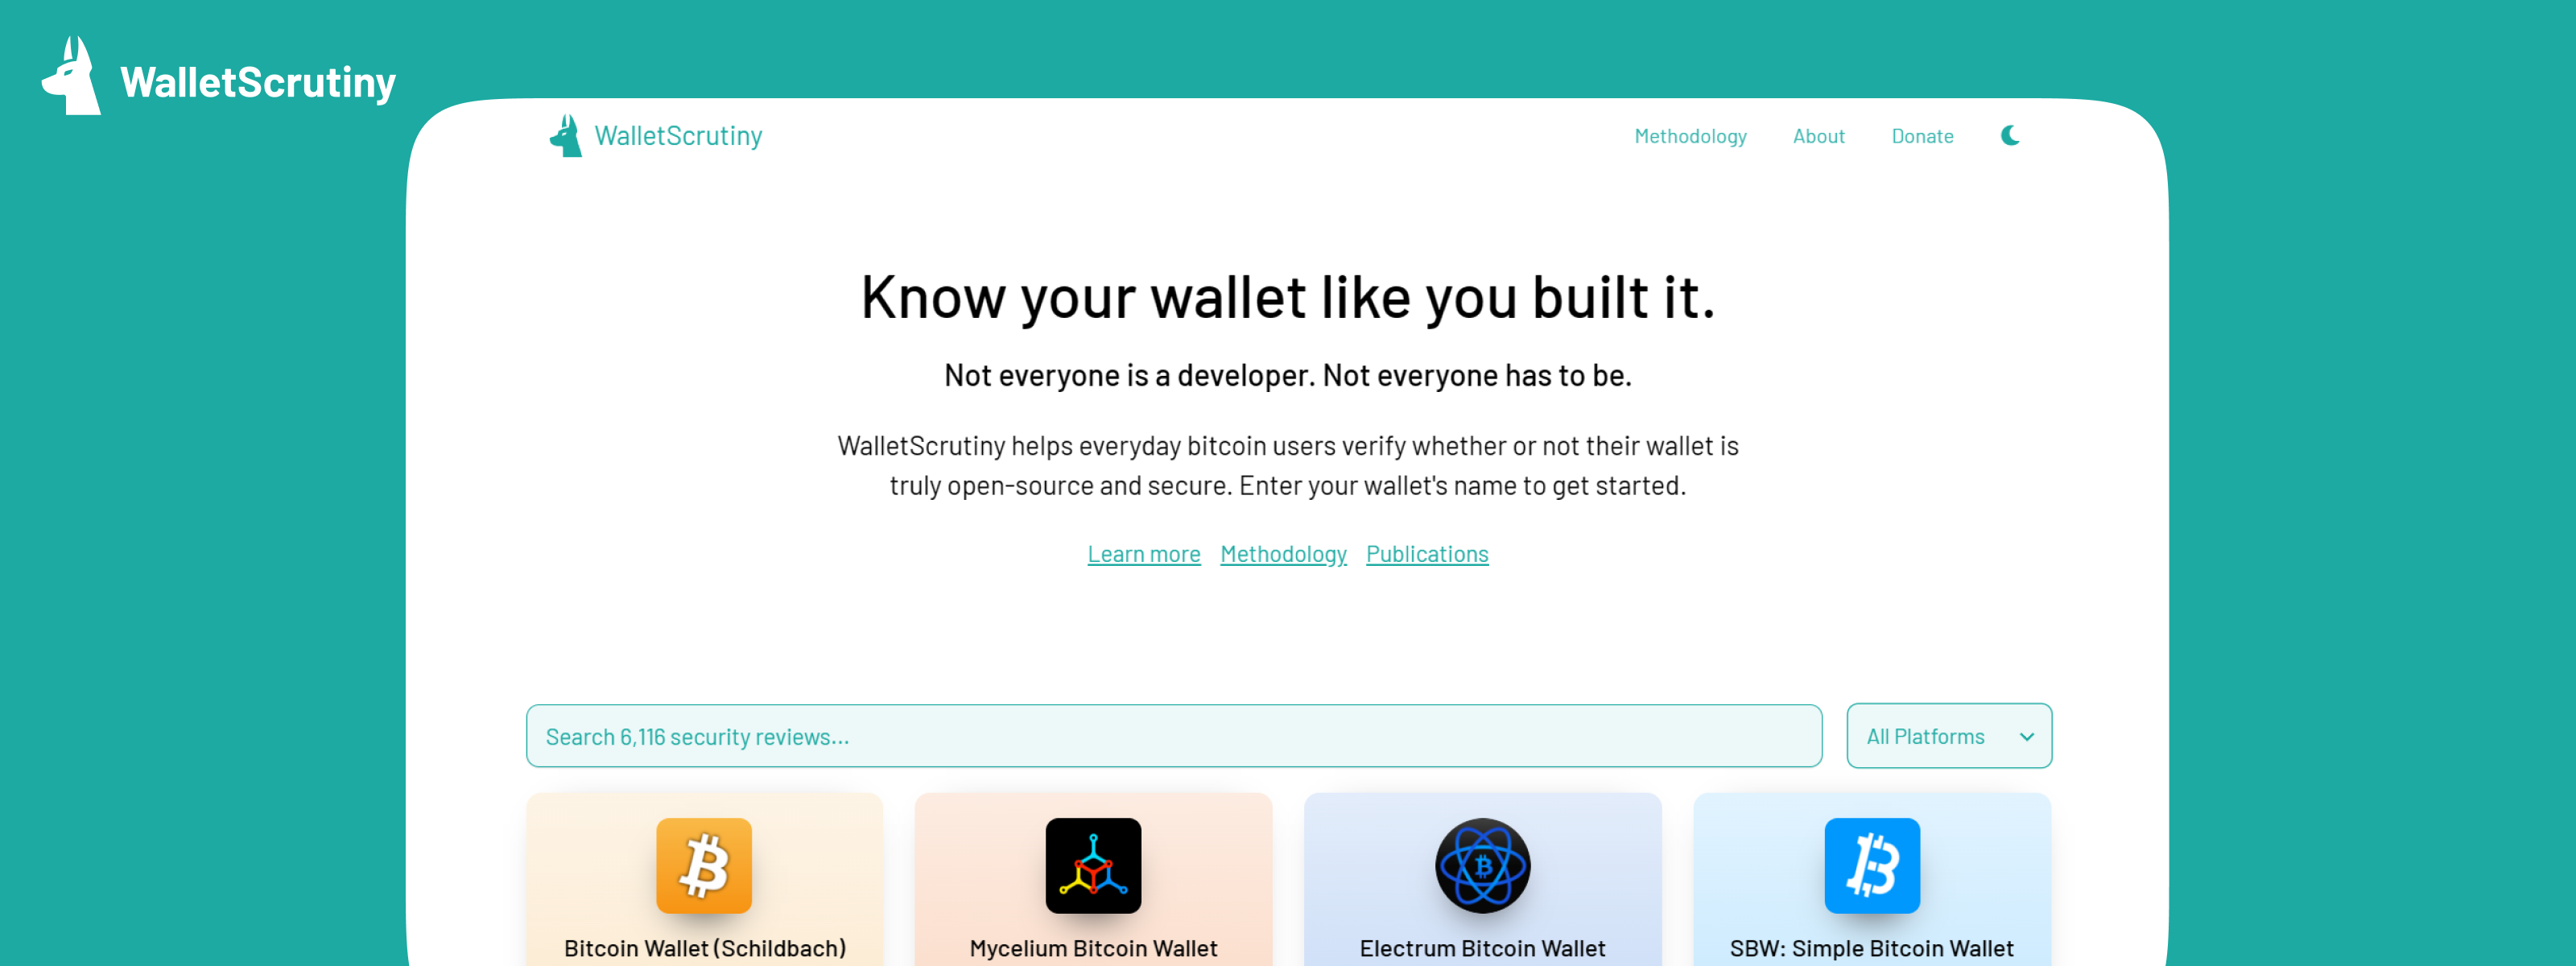 WalletScrutiny
WalletScrutiny
Methodology
About
Donate
Know your wallet like you built it.
Not everyone is a developer. Not everyone has to be.
WalletScrutiny helps everyday bitcoin users verify whether or not their wallet is
truly open-source and secure. Enter your wallet's name to get started.
Learn more Methodology Publications
Search 6,116 security reviews...
All Platforms
Bitcoin Wallet (Schildbach)
Mycelium Bitcoin Wallet
Electrum Bitcoin Wallet
SBW: Simple Bitcoin Wallet